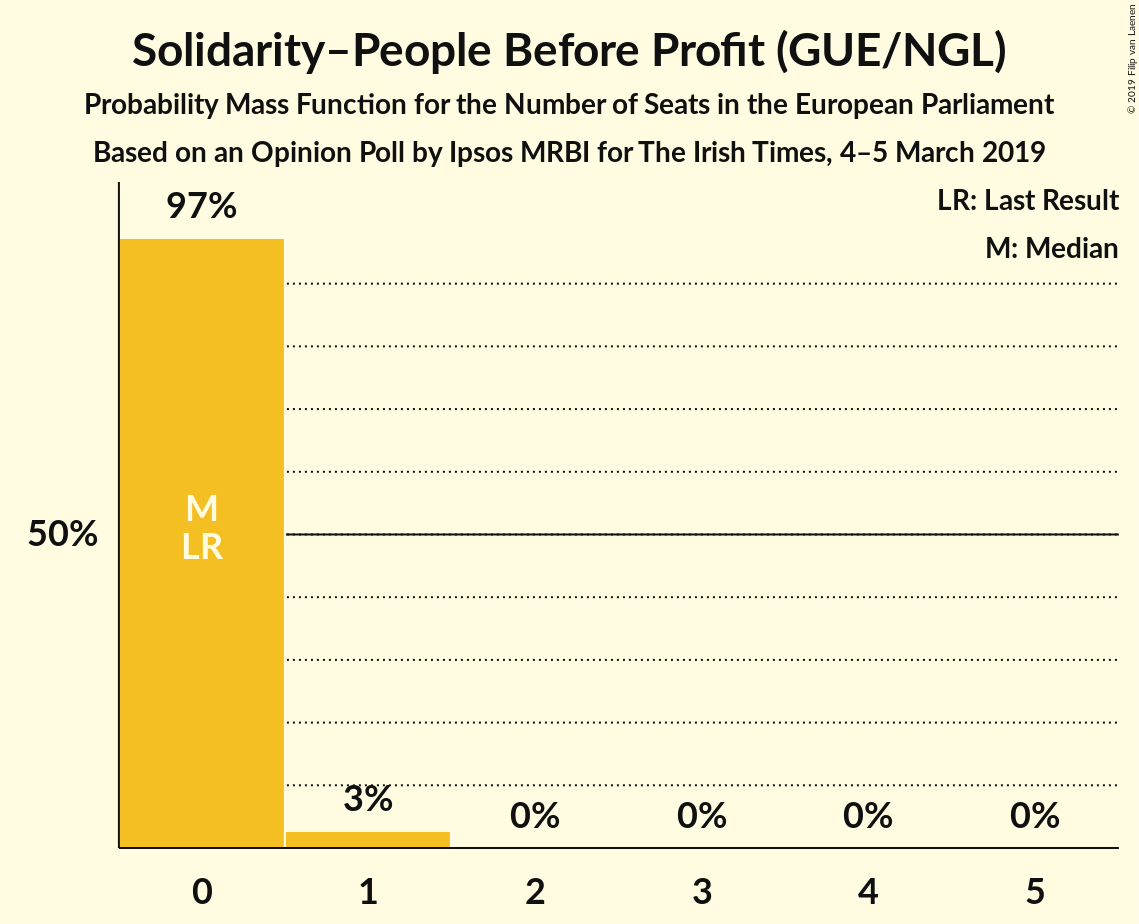 Solidarity–People Before Profit (GUE/NGL)
Probability Mass Function for the Number of Seats in the European Parliament
Based on an Opinion Poll by Ipsos MRBI for The Irish Times, 4–5 March 2019
© 2019 Filip van Laenen
LR: Last Result
M: Median
97%
M
LR
50%
3%
0%
0%
0%
0%
0
1
2
3
4
5